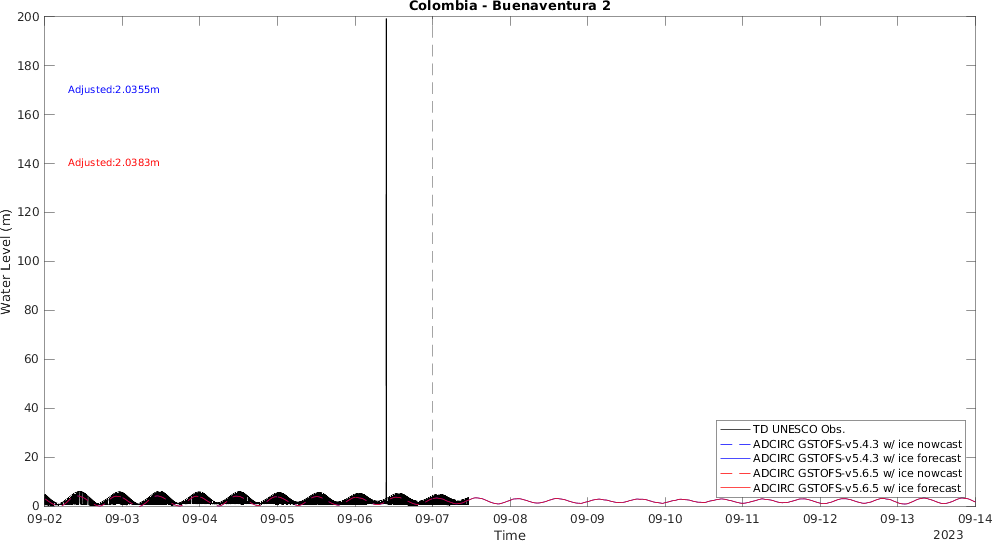 Colombia - Buenaventura 2
200
180
160
140
120
100
80
60
40
20
0
Water Level (m)
Adjusted:2.0355m
Adjusted:2.0383m
TD UNESCO Obs.
ADCIRC GSTOFS-v5.4.3 w/ ice nowcast
ADCIRC GSTOFS-v5.4.3 w/ ice forecast
ADCIRC GSTOFS-v5.6.5 w/ ice nowcast
ADCIRC GSTOFS-v5.6.5 w/ ice forecast
09-02 09-03 09-04 09-05 09-06 09-07 09-08 09-09 09-10 09-11 09-12 09-13 09-14
Time
2023